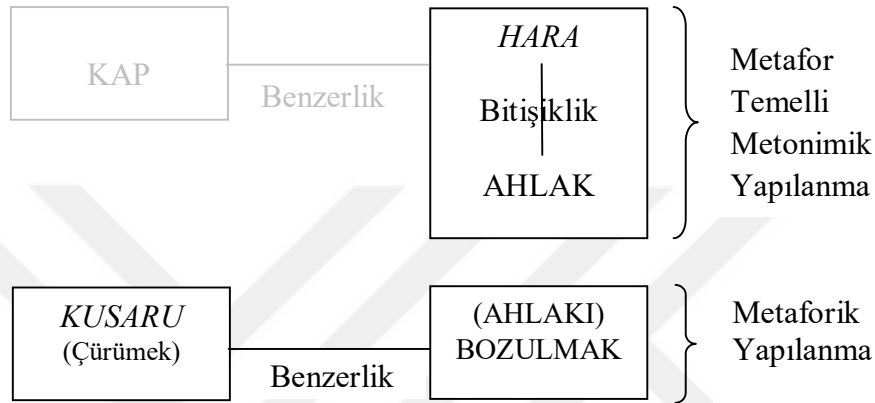 KAP
Benzerlik
HARA
Bitişiklik
AHLAK
Metafor
Temelli
Metonimik
Yapılanma
KUSARU
(Çürümek)
Benzerlik
(AHLAKI)
BOZULMAK
Metaforik
Yapılanma